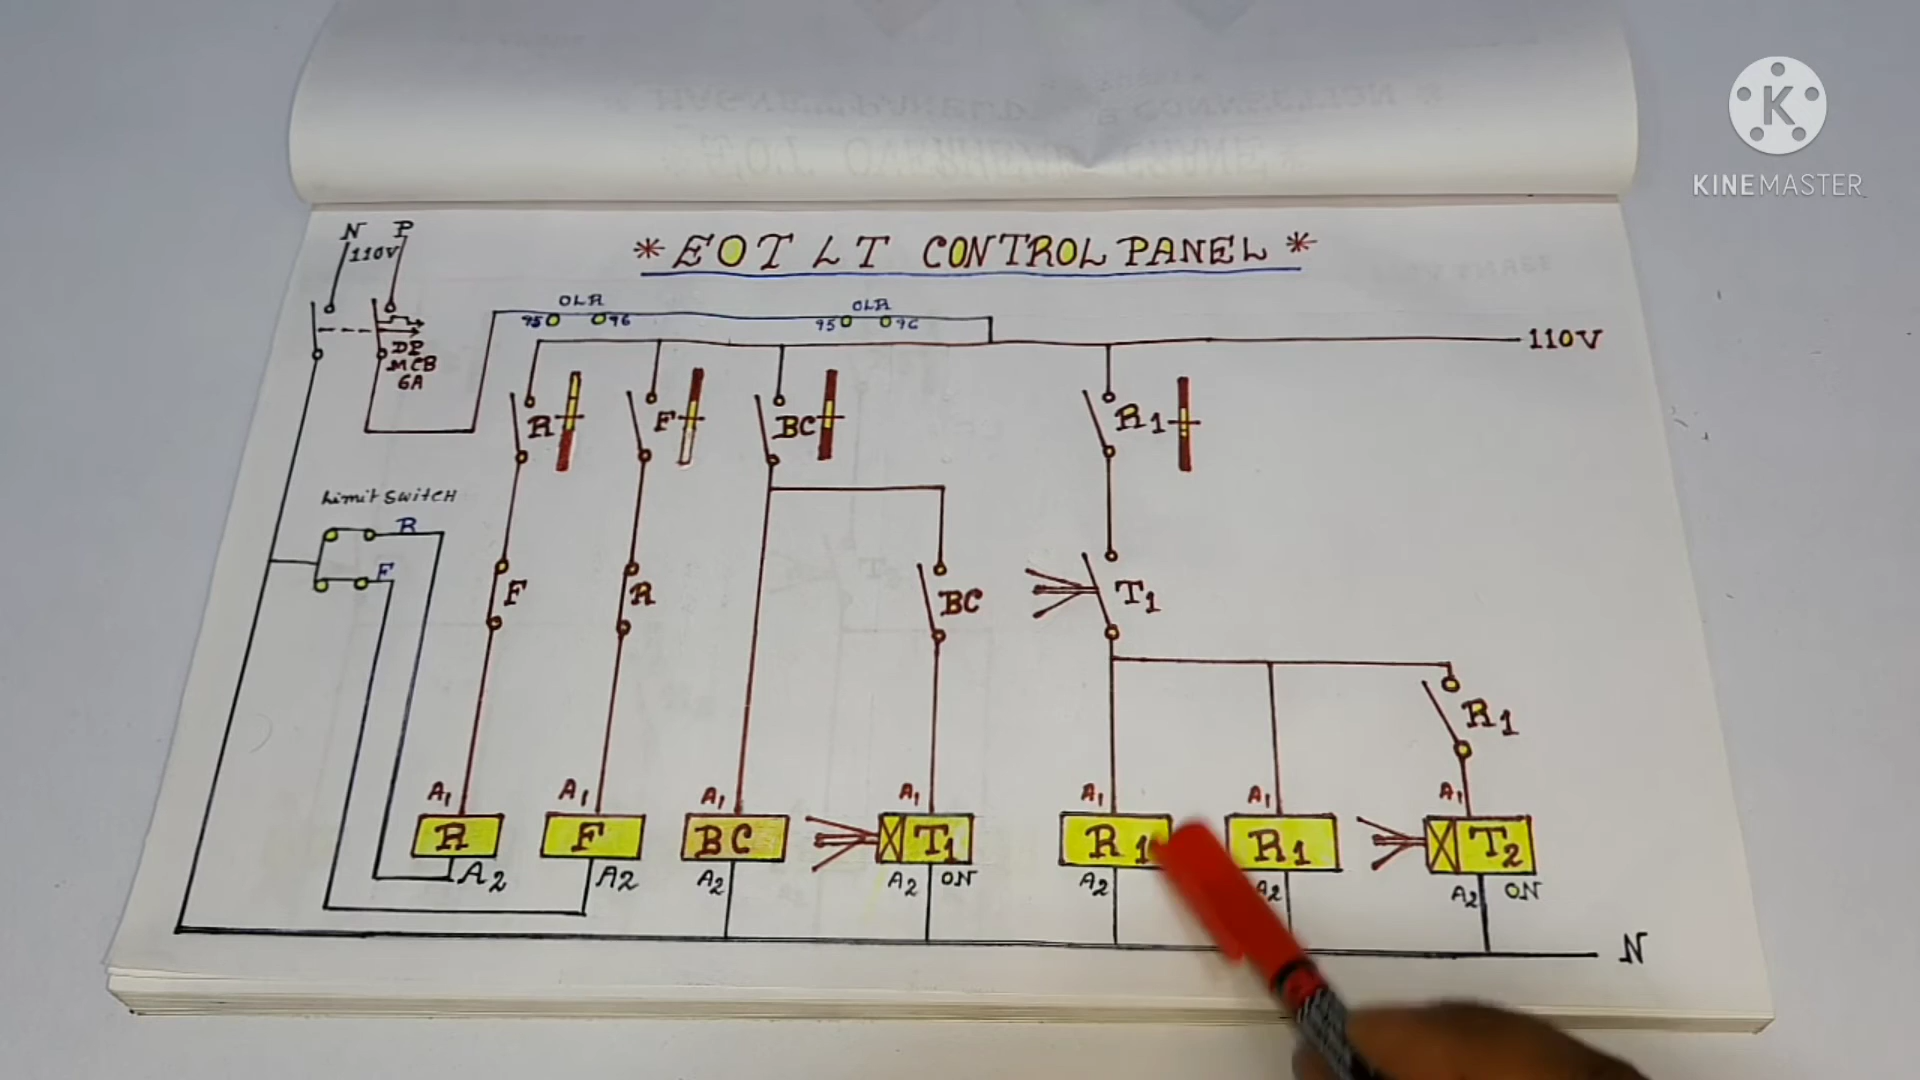 KINEMASTER
N P
110V
* EOT LT CONTROL PANEL *
OLR
95 96
OLR
95 96
DP
MCB
6A
110V
R
F
BC
R1
Limit SwitcH
R
F
F
R
BC
T1
R1
A1
A1
A1
A1
A1
A1
A1
R
F
BC
T1
R1
R1
T2
A2
A2
A2
A2 ON
A2
A2
A2 ON
N